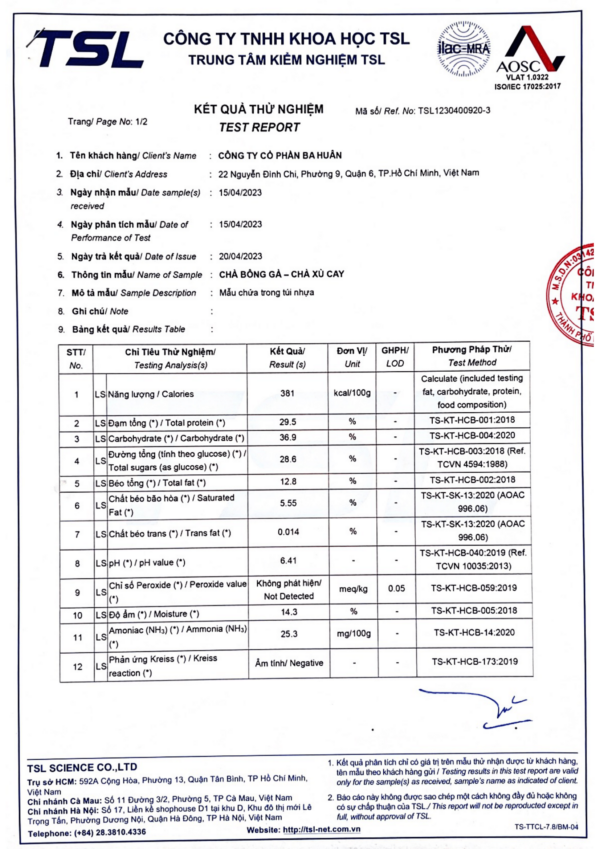 TSL
CÔNG TY TNHH KHOA HỌC TSL
TRUNG TÂM KIỂM NGHIỆM TSL
ilac-MRA
AOSC
VLAT 1.0322
ISO/IEC 17025:2017
KẾT QUẢ THỬ NGHIỆM
Mã số/ Ref. No: TSL1230400920-3
Trang/ Page No: 1/2
TEST REPORT
1. Tên khách hàng/ Client's Name : CÔNG TY CỔ PHẦN BA HUÂN
2. Địa chỉ/ Client's Address : 22 Nguyễn Đình Chi, Phường 9, Quận 6, TP.Hồ Chí Minh, Việt Nam
3. Ngày nhận mẫu/ Date sample(s) : 15/04/2023
received
4. Ngày phân tích mẫu/ Date of : 15/04/2023
Performance of Test
5. Ngày trả kết quả/ Date of Issue : 20/04/2023
6. Thông tin mẫu/ Name of Sample : CHÀ BÔNG GÀ – CHÀ XÙ CAY
7. Mô tả mẫu/ Sample Description : Mẫu chứa trong túi nhựa
8. Ghi chú/ Note :
9. Bảng kết quả/ Results Table :
STT/ Chỉ Tiêu Thử Nghiệm/ Kết Quả/ Đơn Vị/ GHPH/ Phương Pháp Thử/
No. Testing Analysis(s) Result (s) Unit LOD Test Method
1 LS Năng lượng / Calories 381 kcal/100g - Calculate (included testing
fat, carbohydrate, protein,
food composition)
2 LS Đạm tổng (*) / Total protein (*) 29.5 % - TS-KT-HCB-001:2018
3 LS Carbohydrate (*) / Carbohydrate (*) 36.9 % - TS-KT-HCB-004:2020
4 LS Đường tổng (tính theo glucose) (*) / 28.6 % - TS-KT-HCB-003:2018 (Ref.
Total sugars (as glucose) (*) TCVN 4594:1988)
5 LS Béo tổng (*) / Total fat (*) 12.8 % - TS-KT-HCB-002:2018
6 LS Chất béo bão hòa (*) / Saturated 5.55 % - TS-KT-SK-13:2020 (AOAC
Fat (*) 996.06)
7 LS Chất béo trans (*) / Trans fat (*) 0.014 % - TS-KT-SK-13:2020 (AOAC
996.06)
8 LS pH (*) / pH value (*) 6.41 - - TS-KT-HCB-040:2019 (Ref.
TCVN 10035:2013)
9 LS Chỉ số Peroxide (*) / Peroxide value Không phát hiện/ meq/kg 0.05 TS-KT-HCB-059:2019
(*) Not Detected
10 LS Độ ẩm (*) / Moisture (*) 14.3 % - TS-KT-HCB-005:2018
11 LS Amoniac (NH₃) (*) / Ammonia (NH₃) 25.3 mg/100g - TS-KT-HCB-14:2020
(*)
12 LS Phản ứng Kreiss (*) / Kreiss Âm tính/ Negative - - TS-KT-HCB-173:2019
reaction (*)
TSL SCIENCE CO.,LTD
Trụ sở HCM: 592A Cộng Hòa, Phường 13, Quận Tân Bình, TP Hồ Chí Minh,
Việt Nam
Chi nhánh Cà Mau: Số 11 Đường 3/2, Phường 5, TP Cà Mau, Việt Nam
Chi nhánh Hà Nội: Số 17, Liền kề shophouse D1 tại khu D, Khu đô thị mới Lê
Trọng Tấn, Phường Dương Nội, Quận Hà Đông, TP Hà Nội, Việt Nam
Telephone: (+84) 28.3810.4336 Website: http://tsl-net.com.vn
1. Kết quả phân tích chỉ có giá trị trên mẫu thử nhận được từ khách hàng,
tên mẫu theo khách hàng gửi / Testing results in this test report are valid
only for the sample(s) as received, sample's name as indicated of client.
2. Báo cáo này không được sao chép một cách không đầy đủ hoặc không
có sự chấp thuận của TSL./ This report will not be reproducted except in
full, without approval of TSL.
TS-TTCL-7.8/BM-04